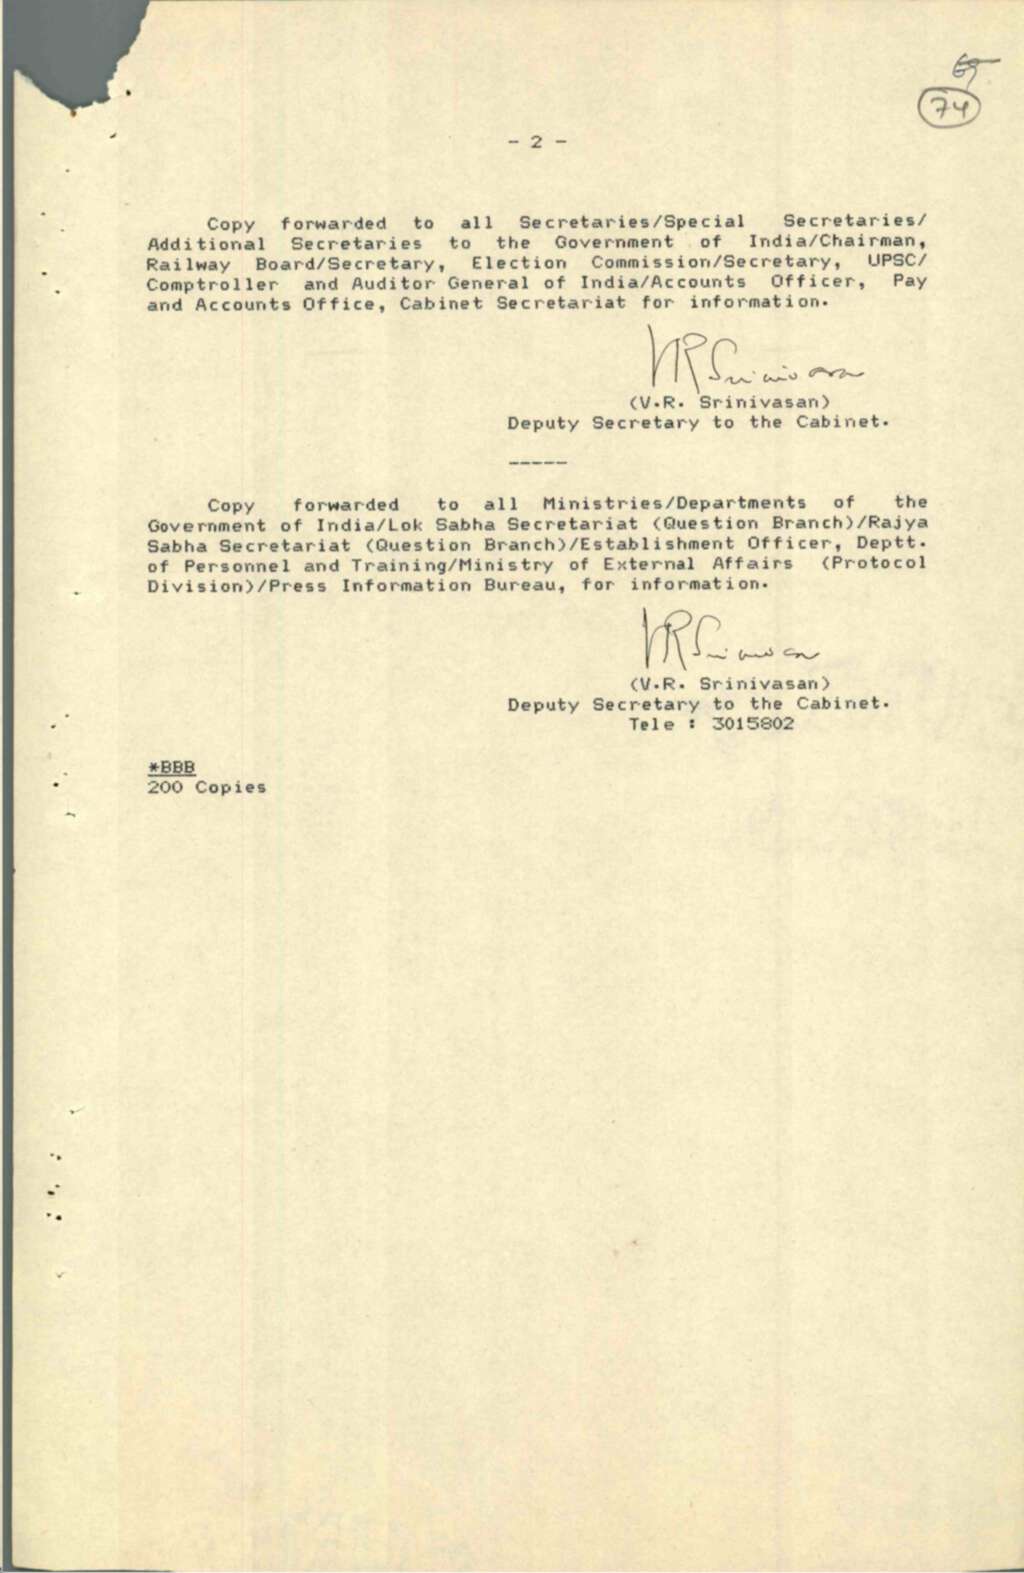 69
74
- 2 -
Copy forwarded to all Secretaries/Special Secretaries/
Additional Secretaries to the Government of India/Chairman,
Railway Board/Secretary, Election Commission/Secretary, UPSC/
Comptroller and Auditor General of India/Accounts Officer, Pay
and Accounts Office, Cabinet Secretariat for information.
VR Srinivasan
(V.R. Srinivasan)
Deputy Secretary to the Cabinet.
-----
Copy forwarded to all Ministries/Departments of the
Government of India/Lok Sabha Secretariat (Question Branch)/Rajya
Sabha Secretariat (Question Branch)/Establishment Officer, Deptt.
of Personnel and Training/Ministry of External Affairs (Protocol
Division)/Press Information Bureau, for information.
VR Srinivasan
(V.R. Srinivasan)
Deputy Secretary to the Cabinet.
Tele : 3015802
*BBB
200 Copies